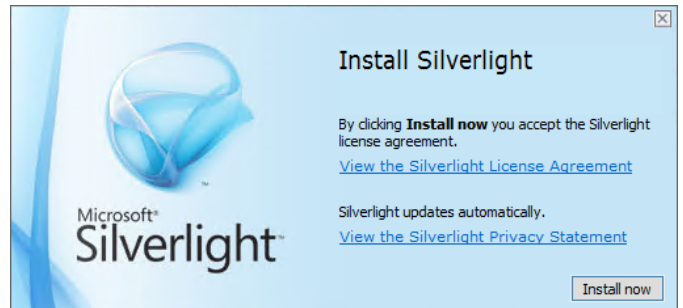 Install Silverlight
By clicking Install now you accept the Silverlight
license agreement.
View the Silverlight License Agreement
Silverlight updates automatically.
View the Silverlight Privacy Statement
Microsoft®
Silverlight™
Install now